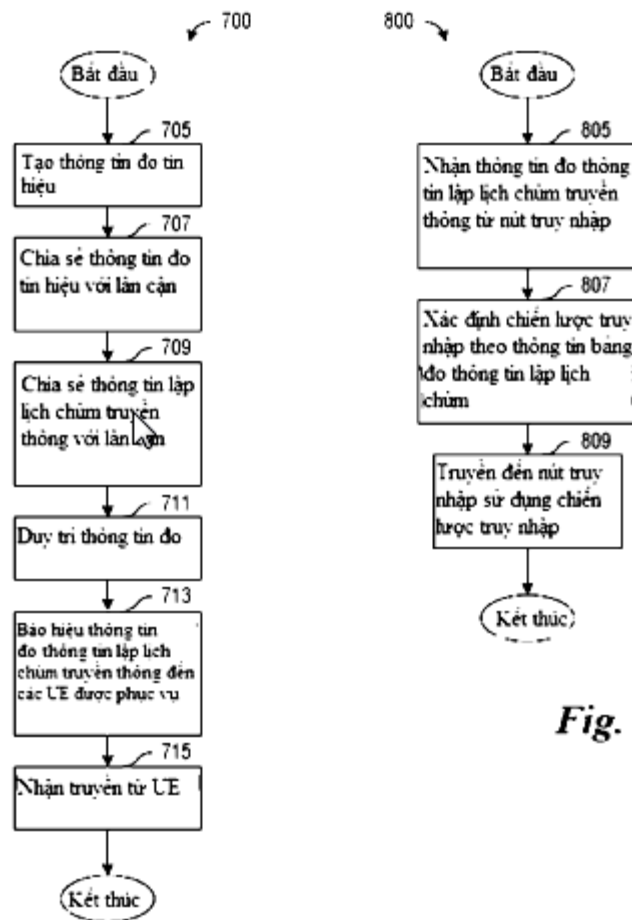 700
Bắt đầu
705
Tạo thông tin đo tín
hiệu
707
Chia sẻ thông tin đo
tín hiệu với lân cận
709
Chia sẻ thông tin lập
lịch chùm truyền
thông với lân cận
711
Duy trì thông tin đo
713
Báo hiệu thông tin
đo thông tin lập lịch
chùm truyền thông đến
các UE được phục vụ
715
Nhận truyền từ UE
Kết thúc
800
Bắt đầu
805
Nhận thông tin đo thông
tin lập lịch chùm truyền
thông từ nút truy nhập
807
Xác định chiến lược truy
nhập theo thông tin bảng
đo thông tin lập lịch
chùm
809
Truyền đến nút truy
nhập sử dụng chiến
lược truy nhập
Kết thúc
Fig.